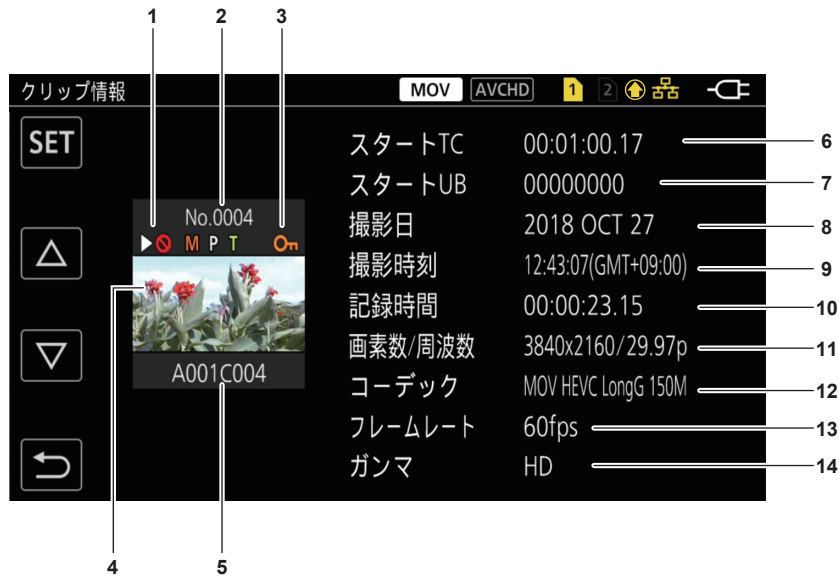 1 2 3
クリップ情報 MOV AVCHD 1 2
SET
No.0004
M P T
A001C004
スタートTC 00:01:00.17 6
スタートUB 00000000 7
撮影日 2018 OCT 27 8
撮影時刻 12:43:07(GMT+09:00) 9
記録時間 00:00:23.15 10
画素数/周波数 3840x2160/29.97p 11
コーデック MOV HEVC LongG 150M 12
フレームレート 60fps 13
ガンマ HD 14
4 5